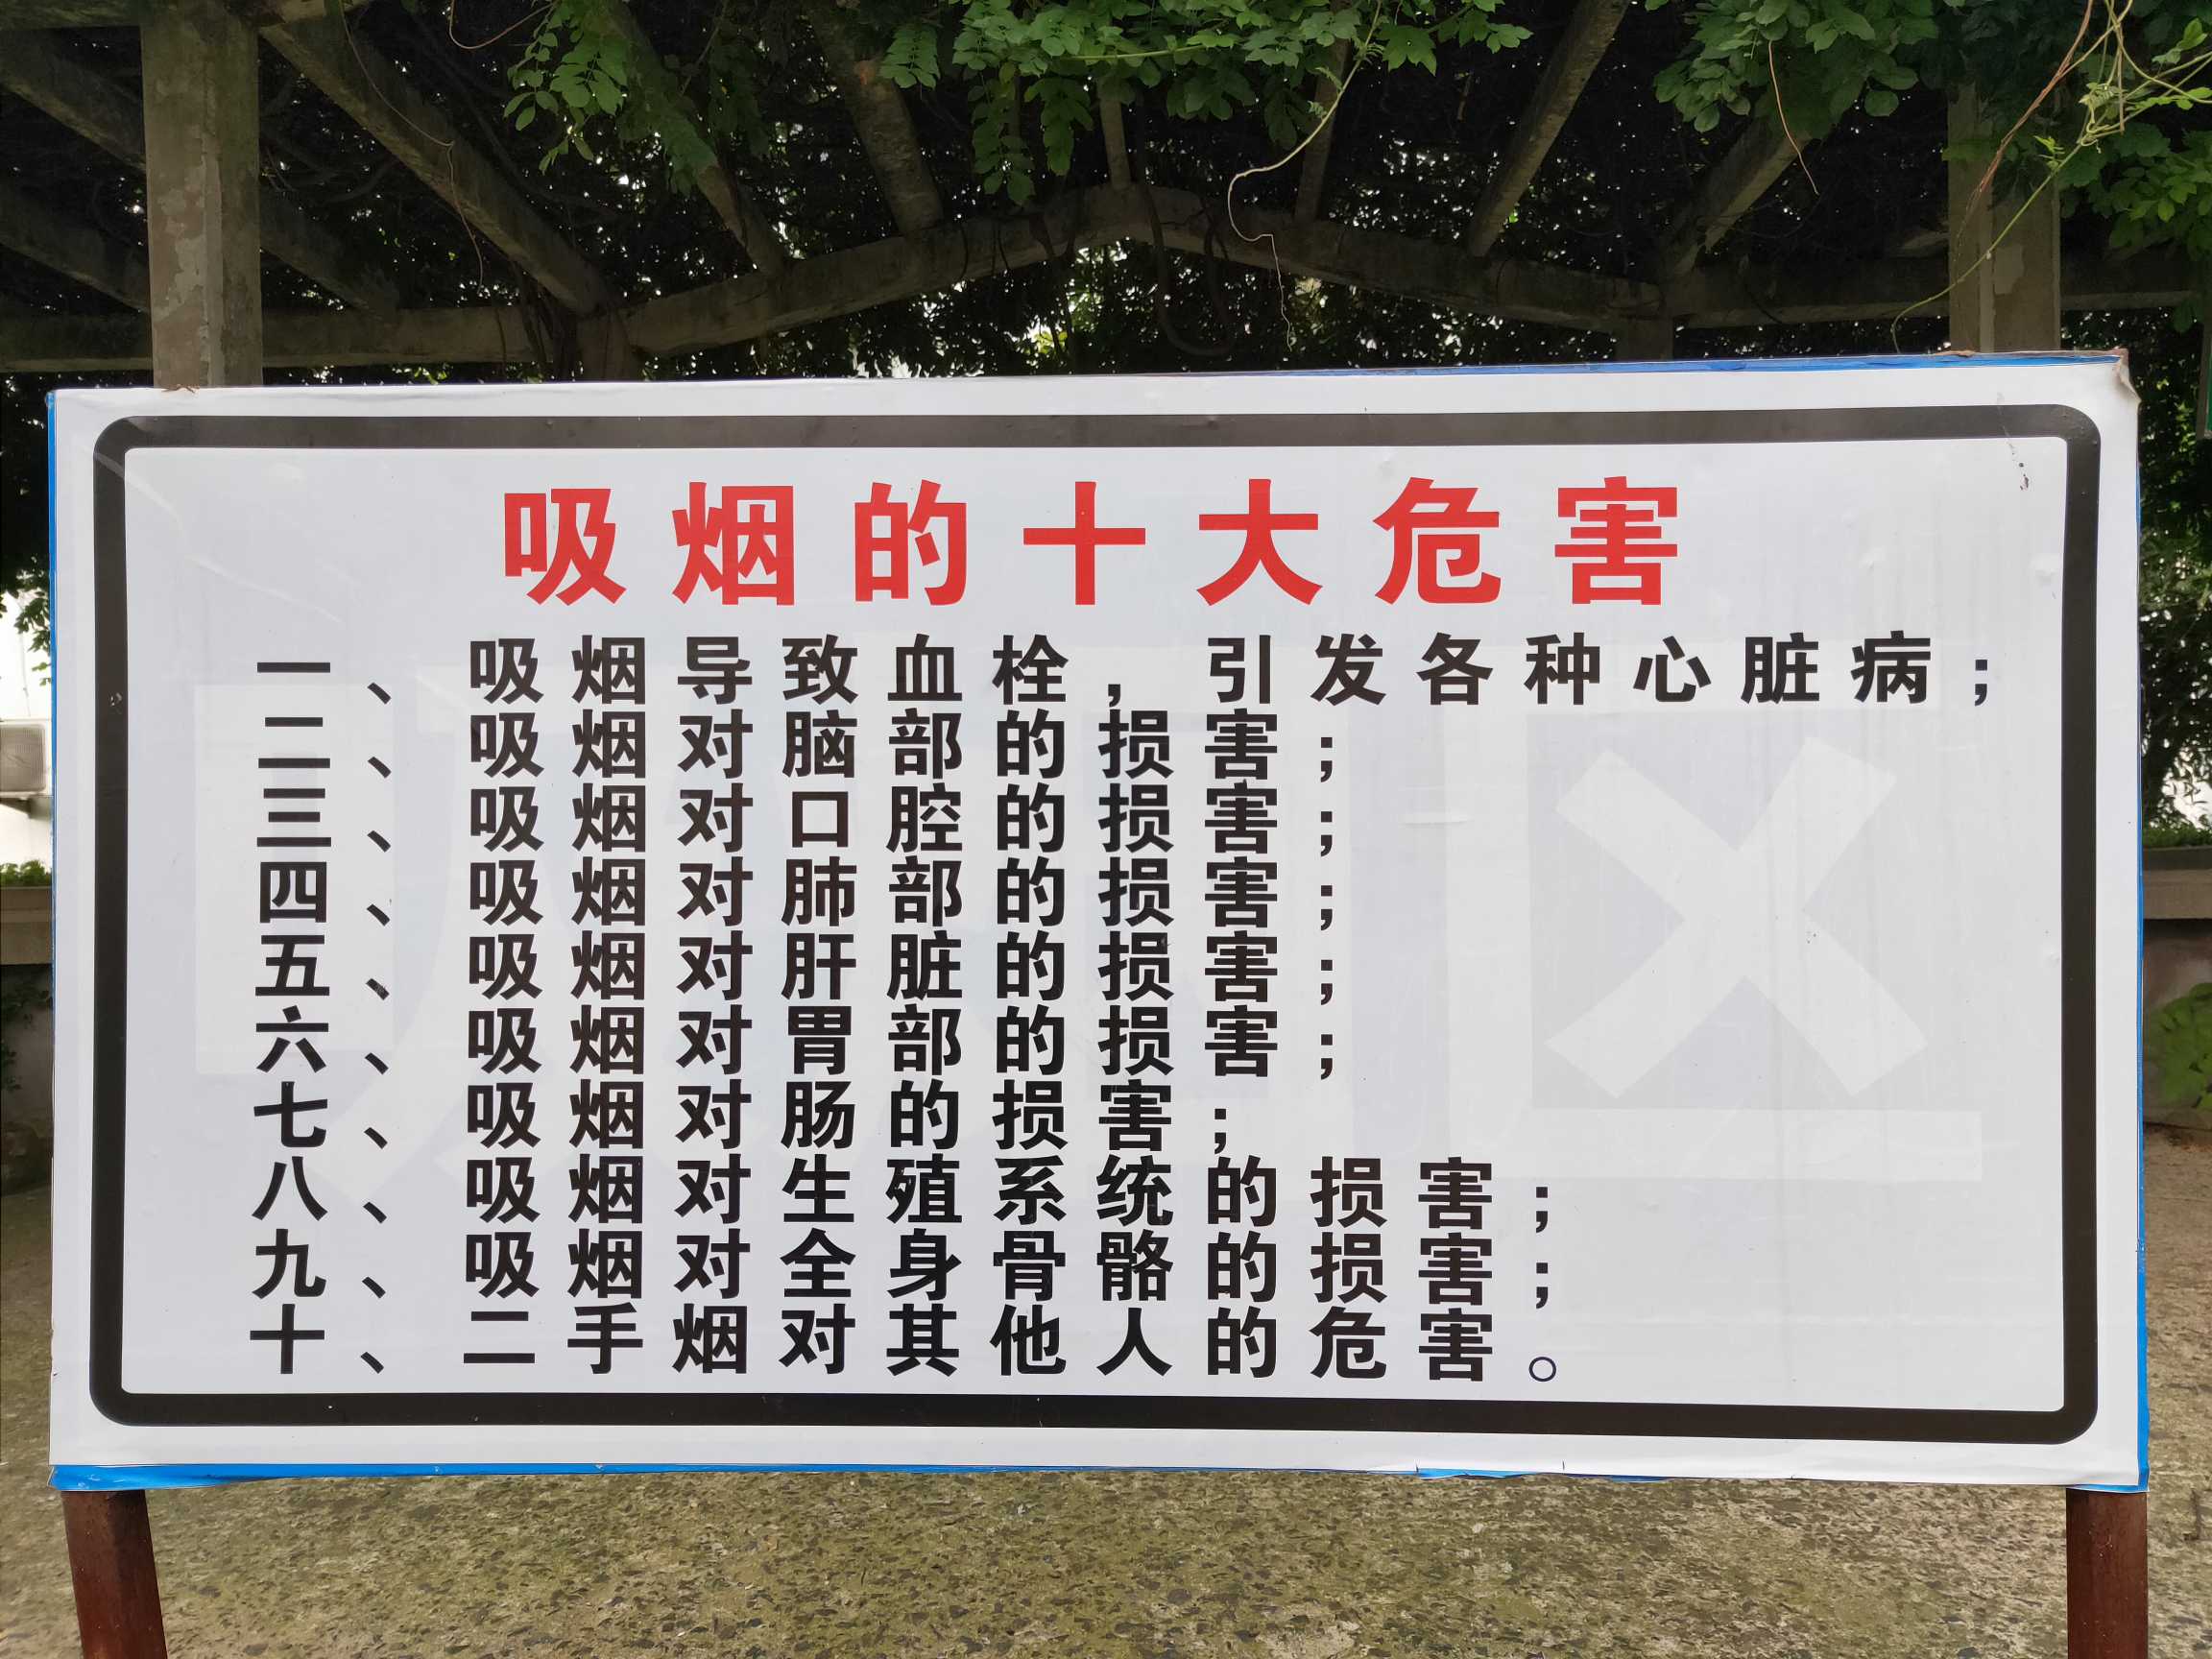 吸烟的十大危害
一、吸烟导致血栓，引发各种心脏病；
二、吸烟对脑部的损害；
三、吸烟对口腔的损害；
四、吸烟对肺部的损害；
五、吸烟对肝脏的损害；
六、吸烟对胃部的损害；
七、吸烟对肠的损害；
八、吸烟对生殖系统的损害；
九、吸烟对全身骨骼的损害；
十、二手烟对其他人的危害。